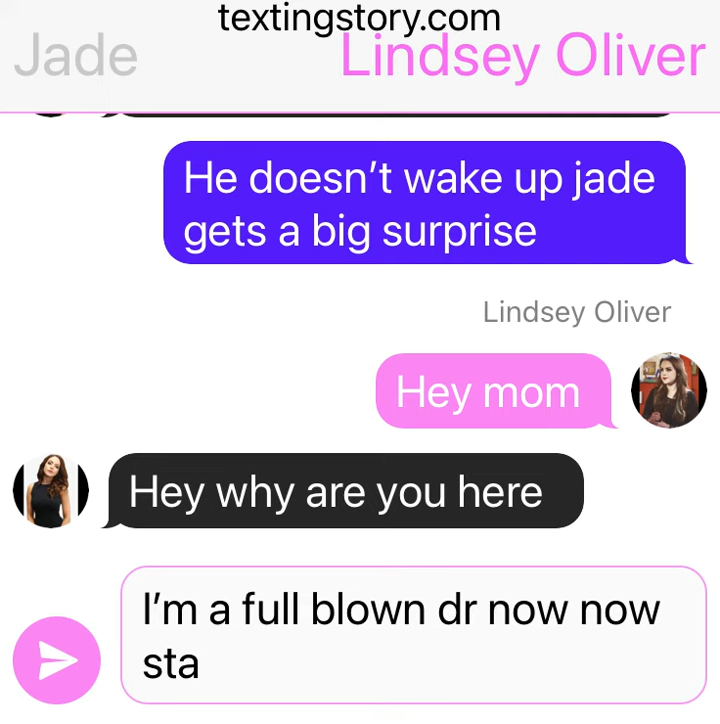 textingstory.com
Jade
Lindsey Oliver
He doesn’t wake up jade
gets a big surprise
Lindsey Oliver
Hey mom
Hey why are you here
I’m a full blown dr now now
sta